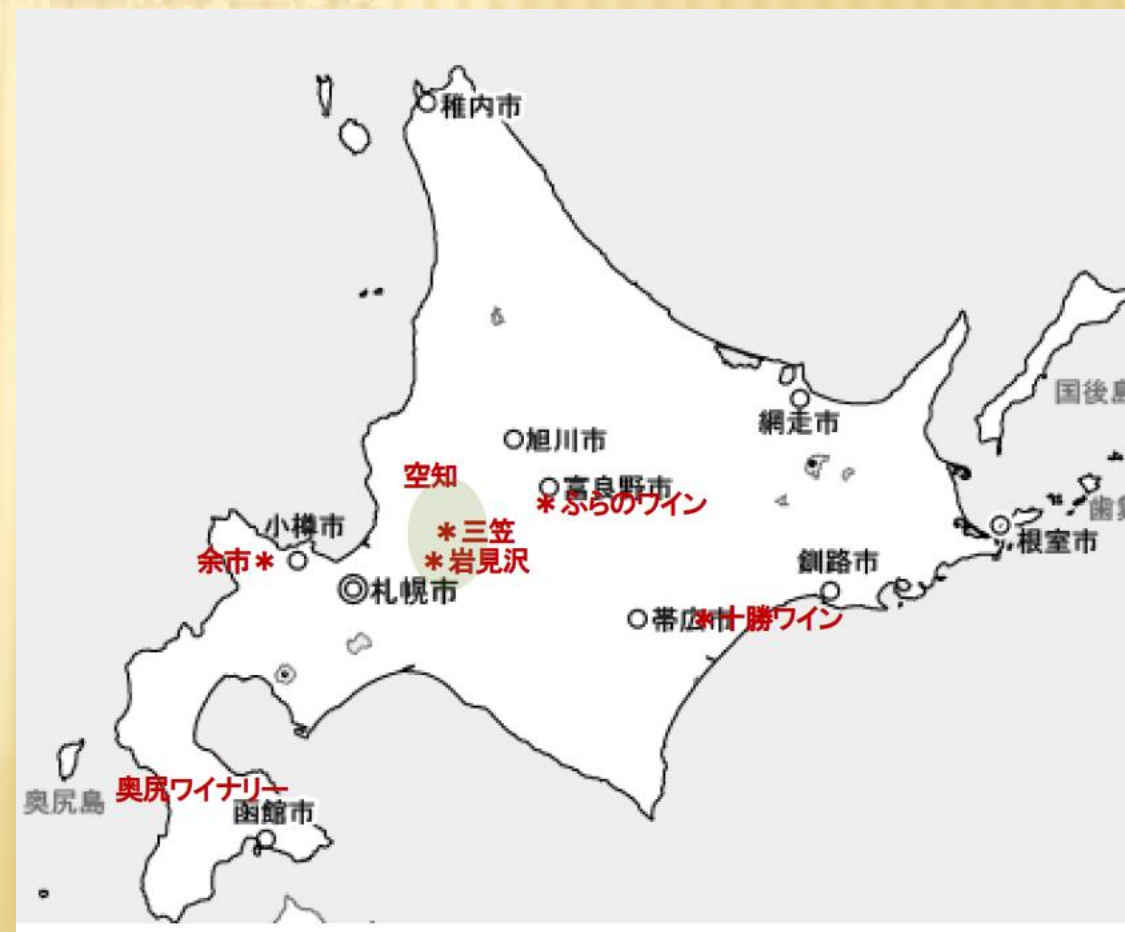 稚内市
国後島
網走市
○旭川市
空知
富良野市
*ふらのワイン
小樽市
*三笠
余市*
*岩見沢
根室市
釧路市
札幌市
帯広市
*十勝ワイン
奥尻ワイナリー
奥尻島
函館市